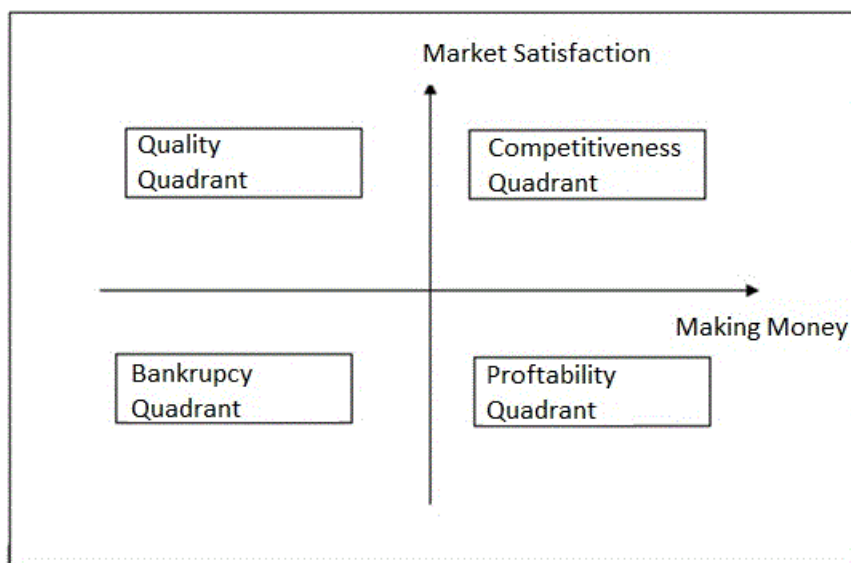 Market Satisfaction
Quality
Quadrant
Competitiveness
Quadrant
Making Money
Bankrupcy
Quadrant
Proftability
Quadrant